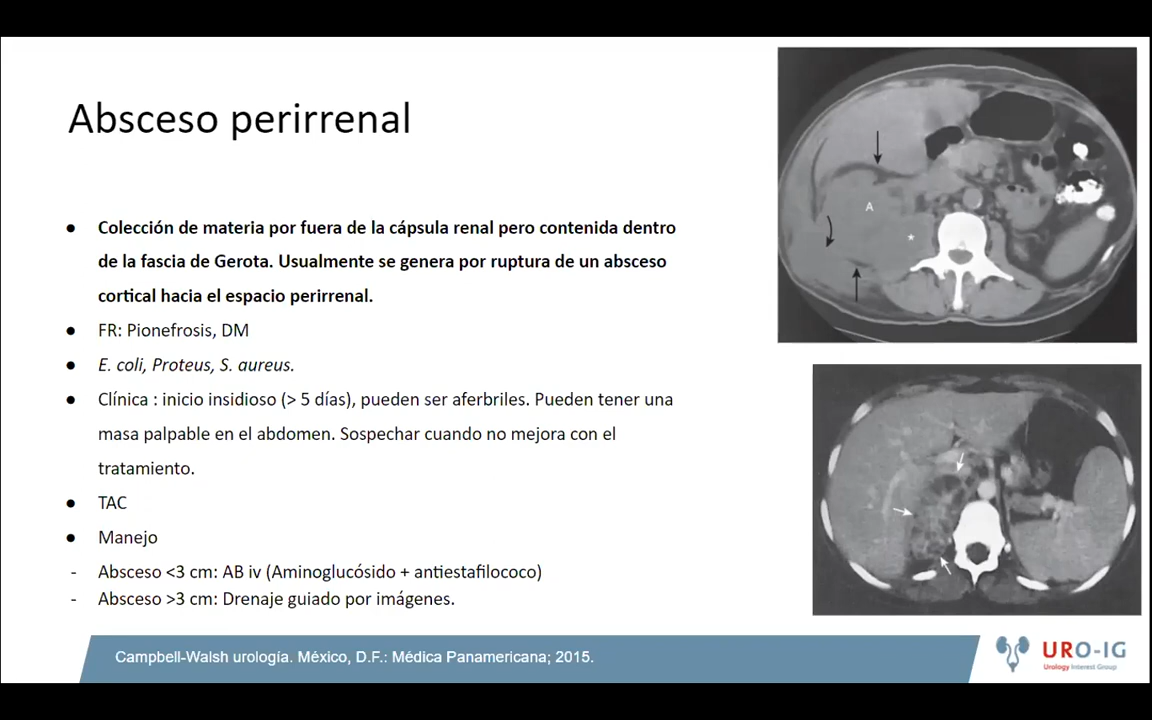 Absceso perirrenal
● Colección de materia por fuera de la cápsula renal pero contenida dentro
de la fascia de Gerota. Usualmente se genera por ruptura de un absceso
cortical hacia el espacio perirrenal.
● FR: Pionefrosis, DM
● E. coli, Proteus, S. aureus.
● Clínica : inicio insidioso (> 5 días), pueden ser aferbriles. Pueden tener una
masa palpable en el abdomen. Sospechar cuando no mejora con el
tratamiento.
● TAC
● Manejo
- Absceso <3 cm: AB iv (Aminoglucósido + antiestafilococo)
- Absceso >3 cm: Drenaje guiado por imágenes.
A
*
Campbell-Walsh urología. México, D.F.: Médica Panamericana; 2015.
URO-IG
Urology Interest Group